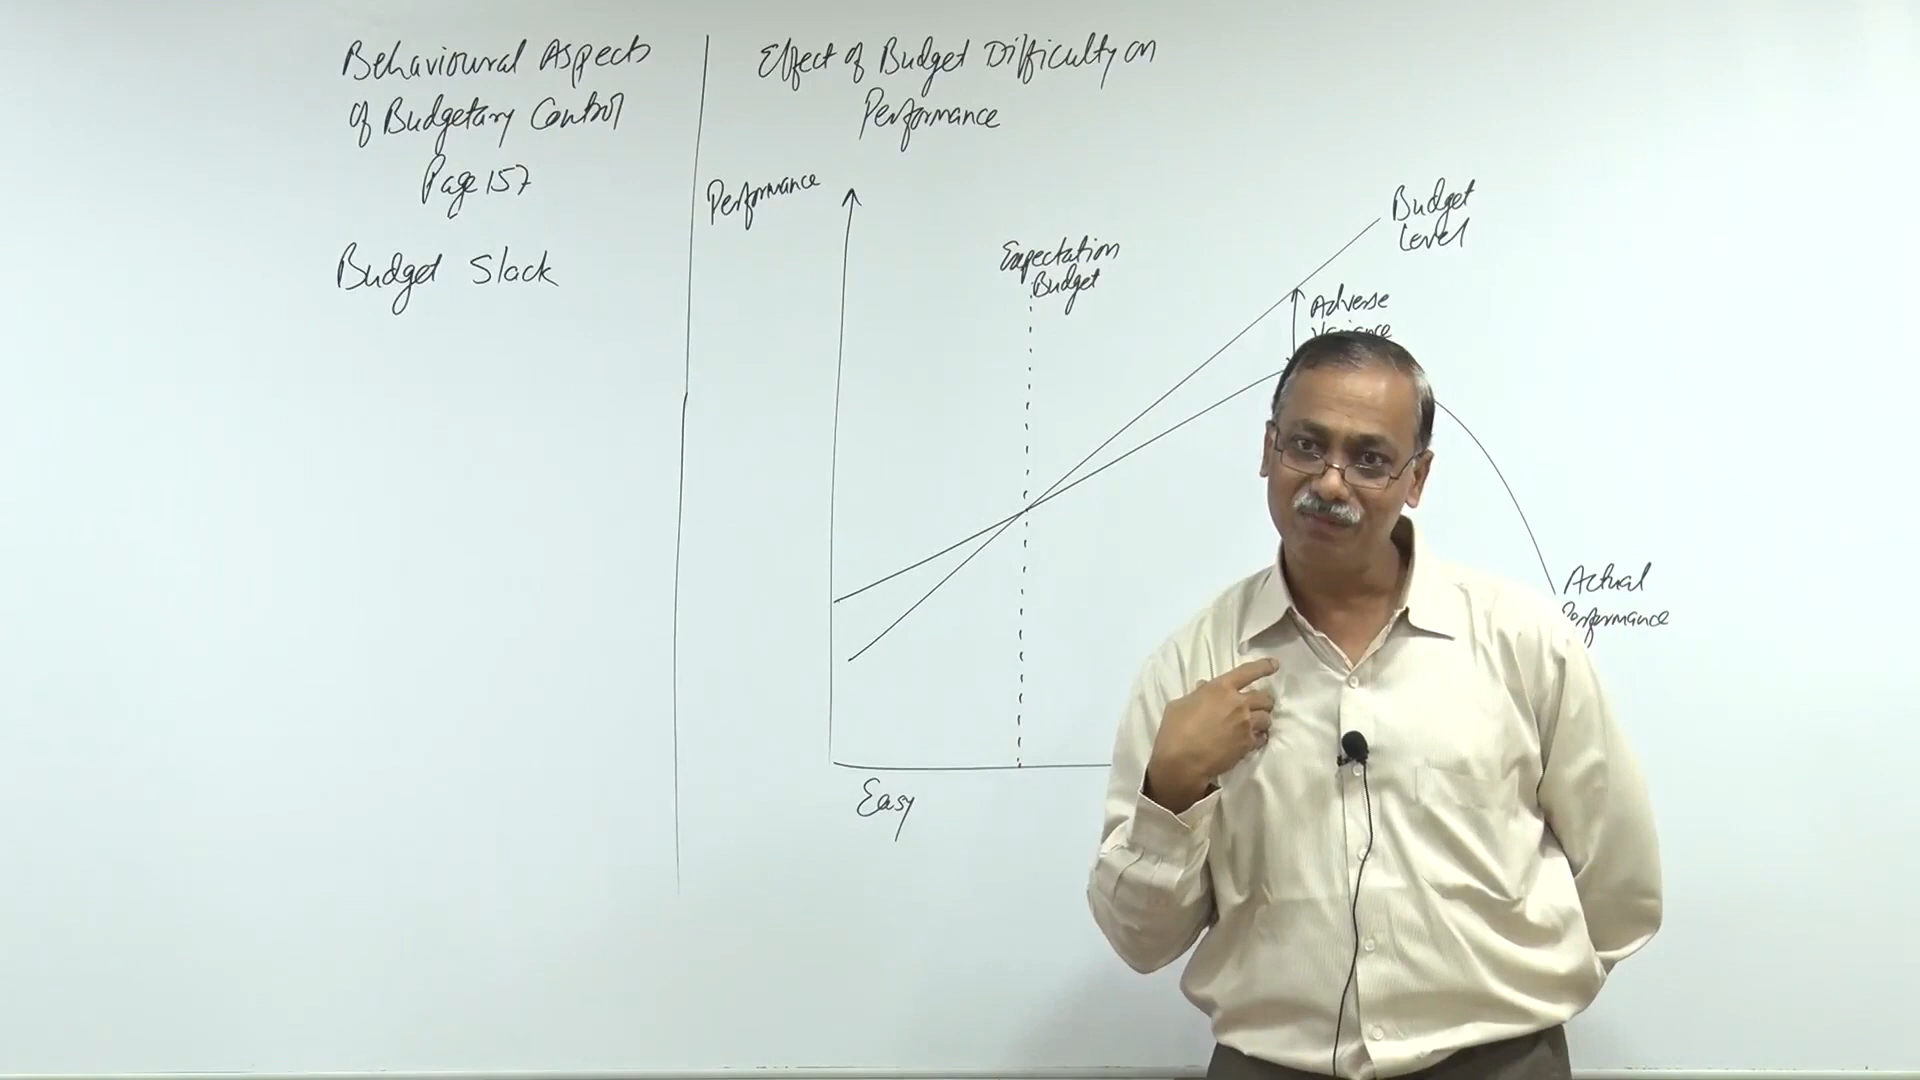 Behavioural Aspects
of Budgetary Control
Page 157
Budget Slack
Effect of Budget Difficulty on
Performance
Performance
Expectation
Budget
Budget
Level
Adverse
Variance
Actual
Performance
Easy